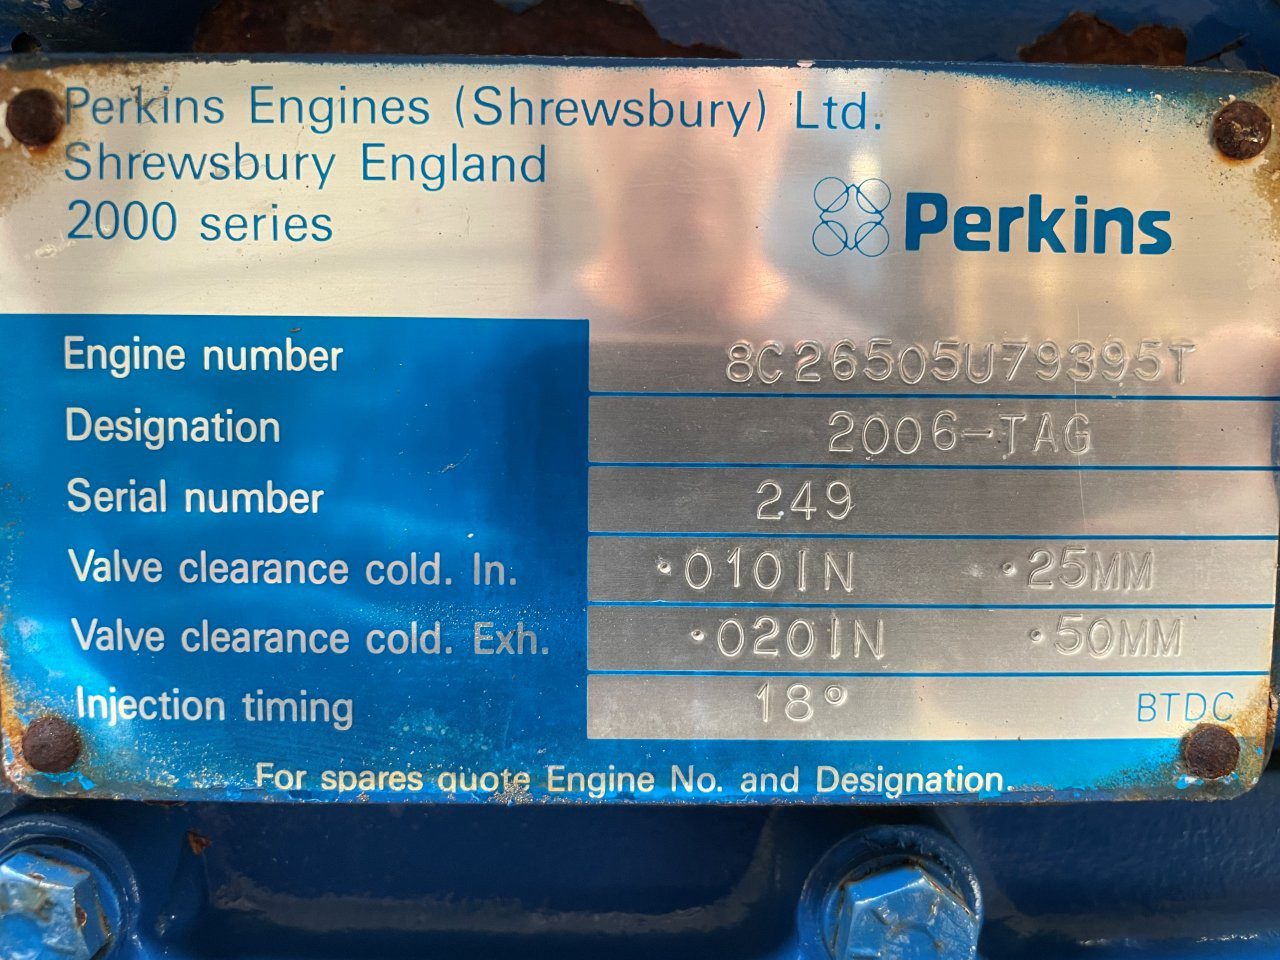 Perkins Engines (Shrewsbury) Ltd.
Shrewsbury England
2000 series
Perkins
Engine number 8C26505U79395T
Designation 2006-TAG
Serial number 249
Valve clearance cold. In. ·010IN ·25MM
Valve clearance cold. Exh. ·020IN ·50MM
Injection timing 18° BTDC
For spares quote Engine No. and Designation.